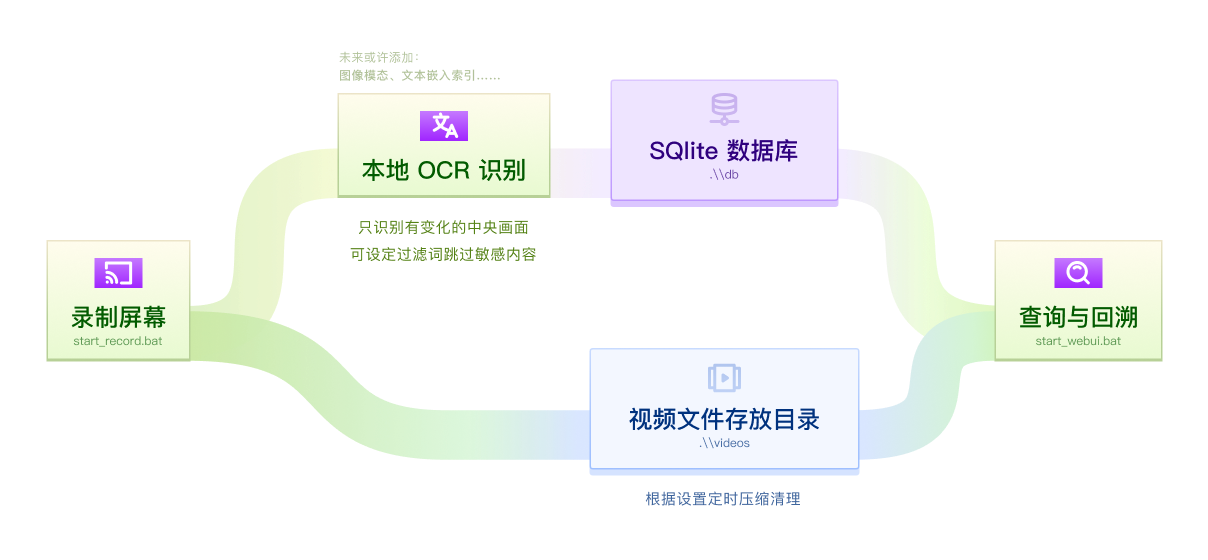 未来或许添加：
图像模态、文本嵌入索引……
本地 OCR 识别
只识别有变化的中央画面
可设定过滤词跳过敏感内容
SQlite 数据库
.\\db
录制屏幕
start_record.bat
查询与回溯
start_webui.bat
视频文件存放目录
.\\videos
根据设置定时压缩清理